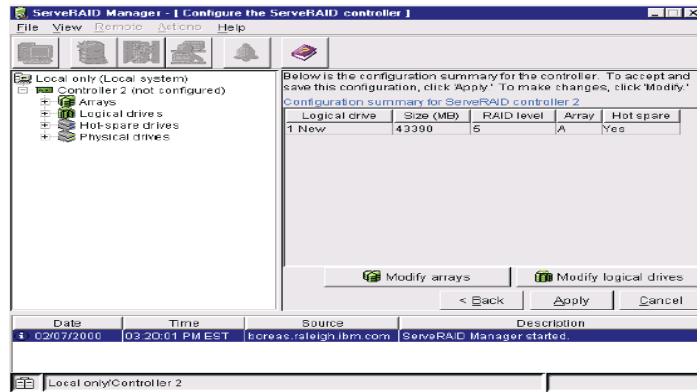 ServeRAID Manager - [ Configure the ServeRAID controller ]
File View Remote Actions Help
Local only (Local system)
Controller 2 (not configured)
Arrays
Logical drives
Hot-spare drives
Physical drives
Below is the configuration summary for the controller. To accept and
save this configuration, click 'Apply.' To make changes, click 'Modify.'
Configuration summary for ServeRAID controller 2
Logical drive Size (MB) RAID level Array Hot spare
1 New 43390 5 A Yes
Modify arrays Modify logical drives
< Back Apply Cancel
Date Time Source Description
02/07/2000 03:20:01 PM EST boreas.raleigh.ibm.com ServeRAID Manager started.
Local only/Controller 2